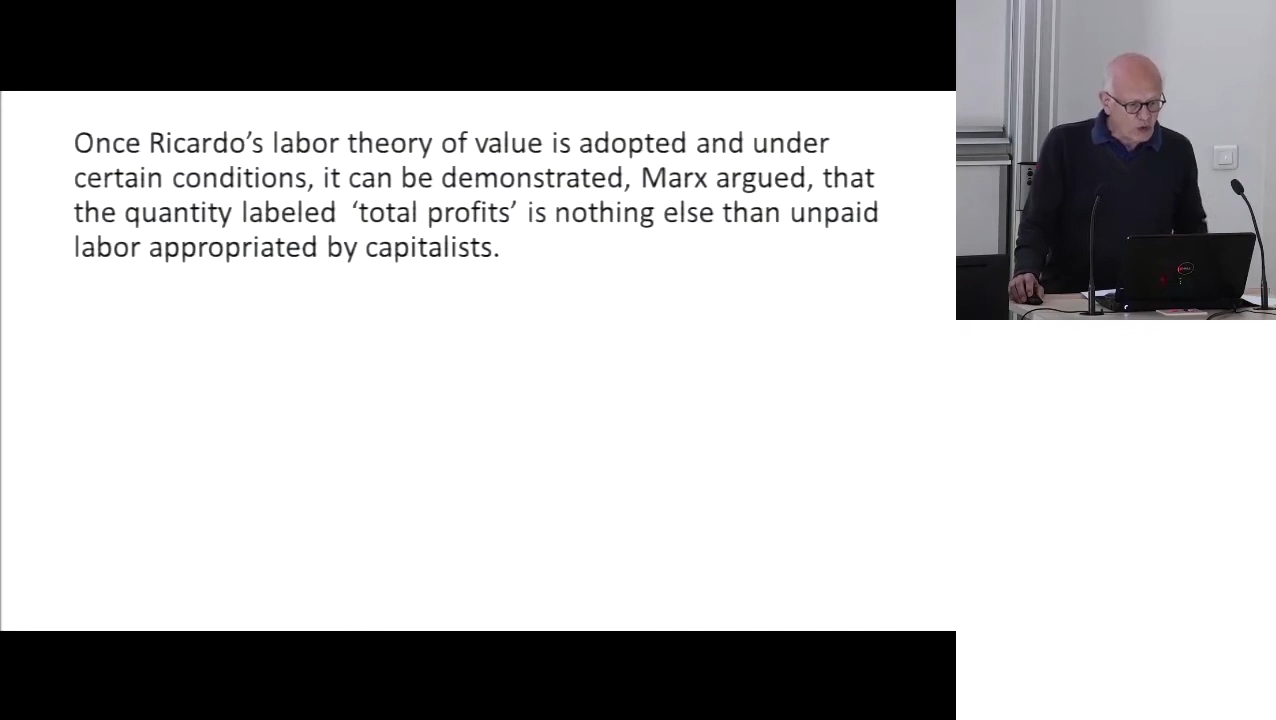 Once Ricardo’s labor theory of value is adopted and under
certain conditions, it can be demonstrated, Marx argued, that
the quantity labeled ‘total profits’ is nothing else than unpaid
labor appropriated by capitalists.
DELL